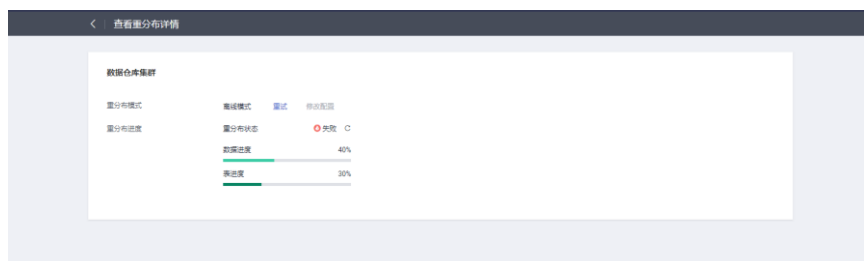 查看重分布详情
数据仓库集群
重分布模式 离线模式 重试 修改配置
重分布进度 重分布状态 失败
数据进度 40%
表进度 30%